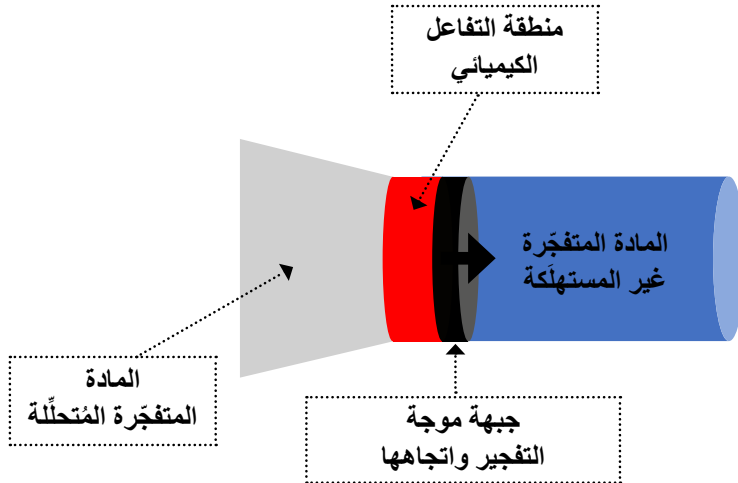 منطقة التفاعل
الكيميائي
المادة المتفجّرة
غير المستهلَكة
المادة
المتفجّرة المُتحلِّلة
جبهة موجة
التفجير واتجاهها